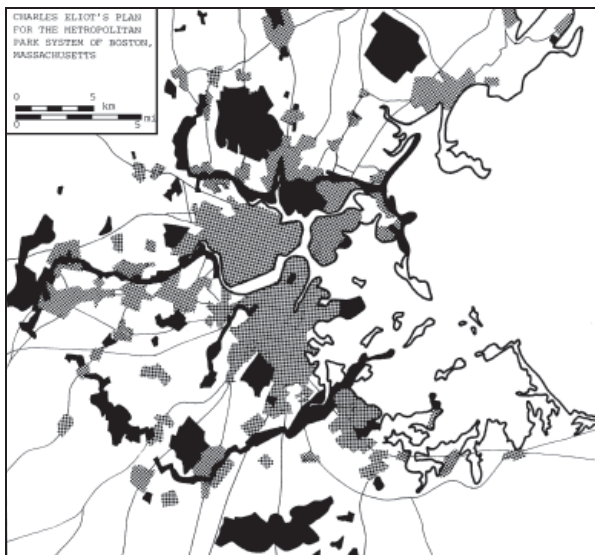 CHARLES ELIOT'S PLAN
FOR THE METROPOLITAN
PARK SYSTEM OF BOSTON,
MASSACHUSETTS
0 5
km
mi
0 5